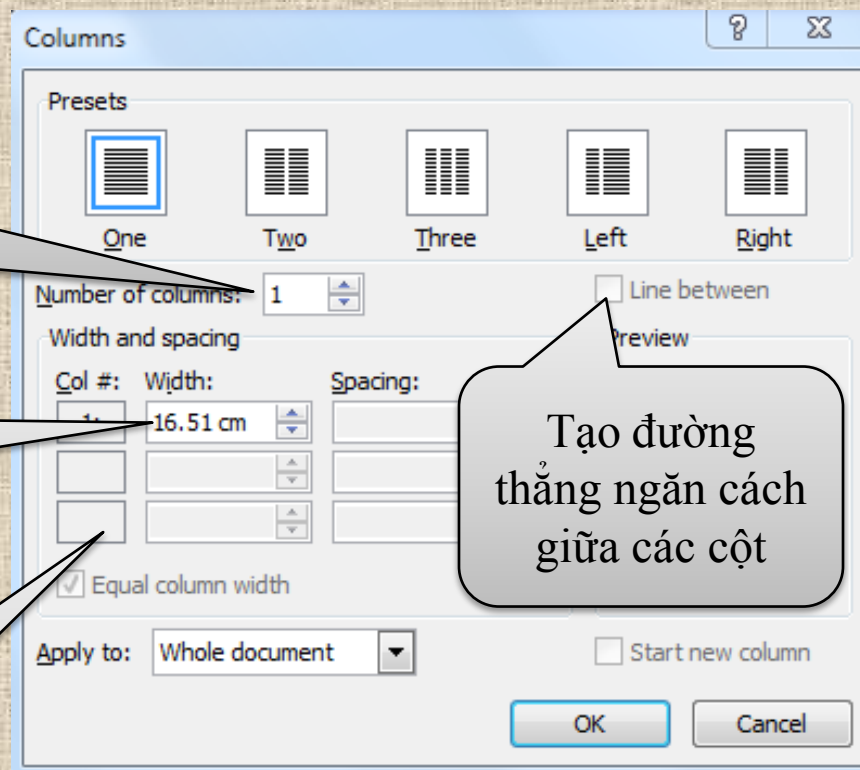 Columns
Presets
One Two Three Left Right
Number of columns: 1 Line between
Width and spacing Preview
Col #: Width: Spacing:
1: 16.51 cm
Equal column width
Apply to: Whole document Start new column
OK Cancel
Tạo đường
thẳng ngăn cách
giữa các cột